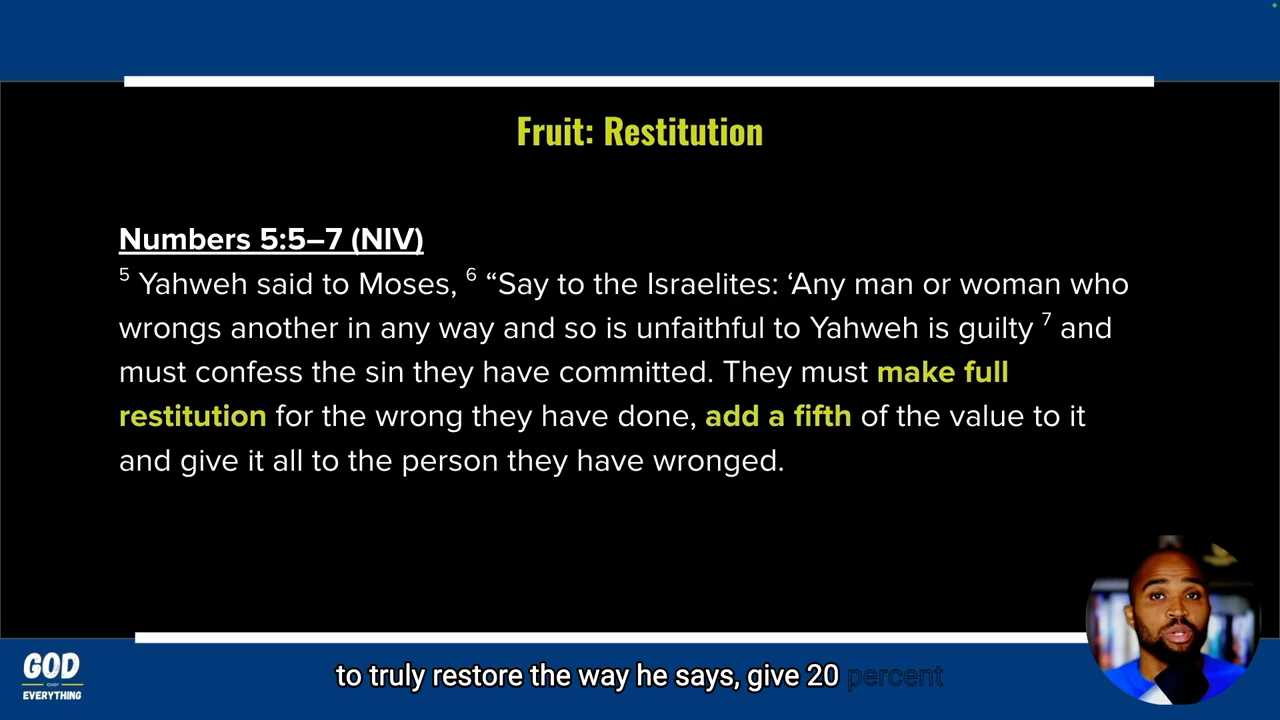 Fruit: Restitution
Numbers 5:5–7 (NIV)
5 Yahweh said to Moses, 6 “Say to the Israelites: ‘Any man or woman who
wrongs another in any way and so is unfaithful to Yahweh is guilty 7 and
must confess the sin they have committed. They must make full
restitution for the wrong they have done, add a fifth of the value to it
and give it all to the person they have wronged.
GOD
over
EVERYTHING
to truly restore the way he says, give 20 percent